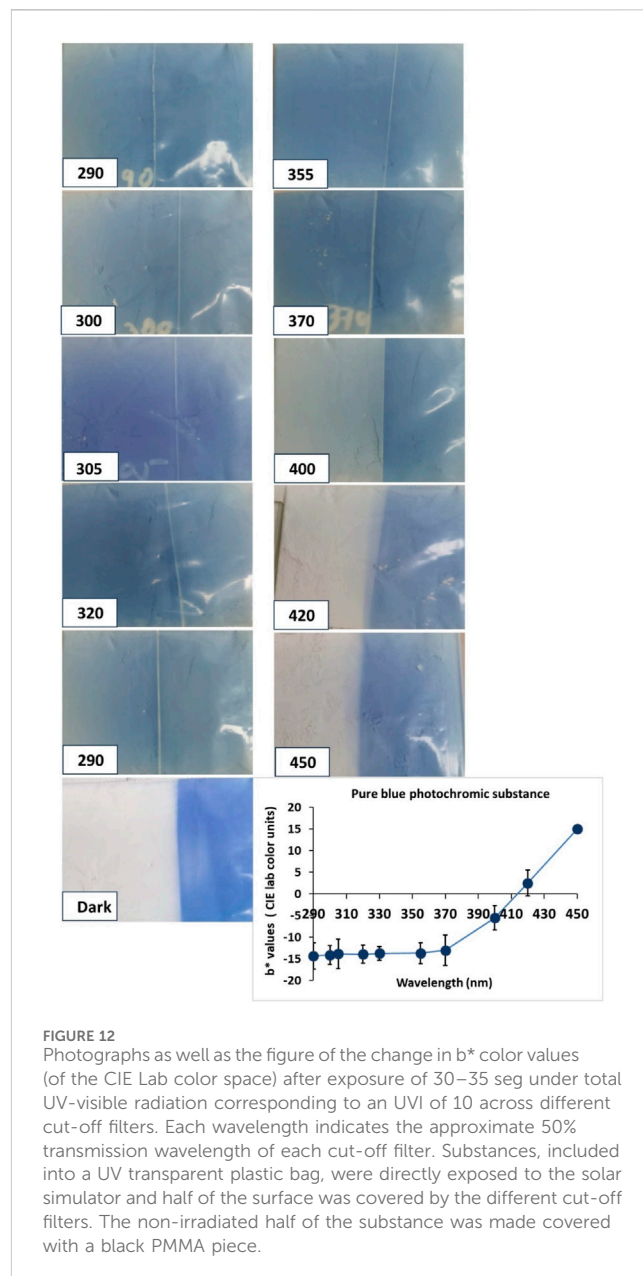 290
90
355
300
300
370
370
305
400
320
420
290
450
Dark
Pure blue photochromic substance
b* values ( CIE lab color units)
20
15
10
5
0
-5
-10
-15
-20
290 310 330 350 370 390 410 430 450
Wavelength (nm)
FIGURE 12
Photographs as well as the figure of the change in b* color values
(of the CIE Lab color space) after exposure of 30–35 seg under total
UV-visible radiation corresponding to an UVI of 10 across different
cut-off filters. Each wavelength indicates the approximate 50%
transmission wavelength of each cut-off filter. Substances, included
into a UV transparent plastic bag, were directly exposed to the solar
simulator and half of the surface was covered by the different cut-off
filters. The non-irradiated half of the substance was made covered
with a black PMMA piece.